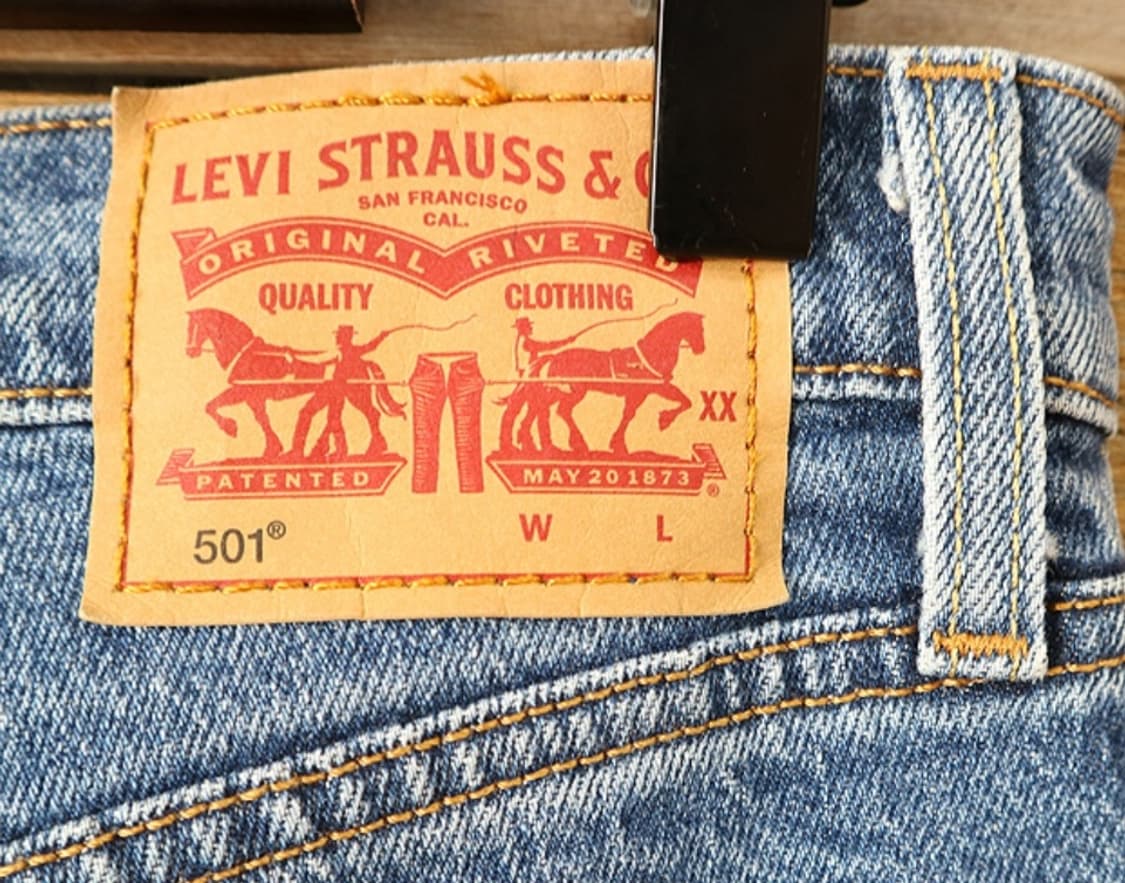 LEVI STRAUSS &
SAN FRANCISCO
CAL.
ORIGINAL RIVETED
QUALITY CLOTHING
XX
PATENTED MAY 20 1873 ®
501® W L